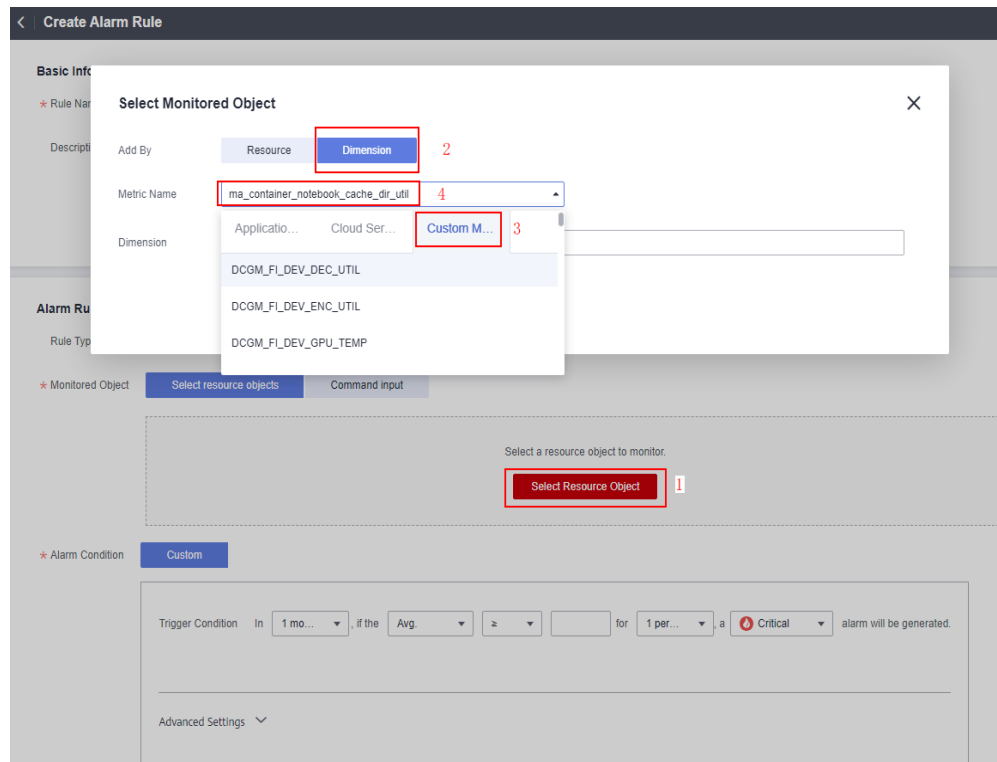 Create Alarm Rule
Basic Info
Rule Nar
Descripti
Select Monitored Object
Add By Resource Dimension 2
Metric Name ma_container_notebook_cache_dir_util 4
Applicatio... Cloud Ser... Custom M... 3
Dimension
DCGM_FI_DEV_DEC_UTIL
DCGM_FI_DEV_ENC_UTIL
DCGM_FI_DEV_GPU_TEMP
Alarm Ru
Rule Typ
* Monitored Object Select resource objects Command input
Select a resource object to monitor.
Select Resource Object 1
* Alarm Condition Custom
Trigger Condition In 1 mo... , if the Avg. ≥ for 1 per... , a Critical alarm will be generated.
Advanced Settings